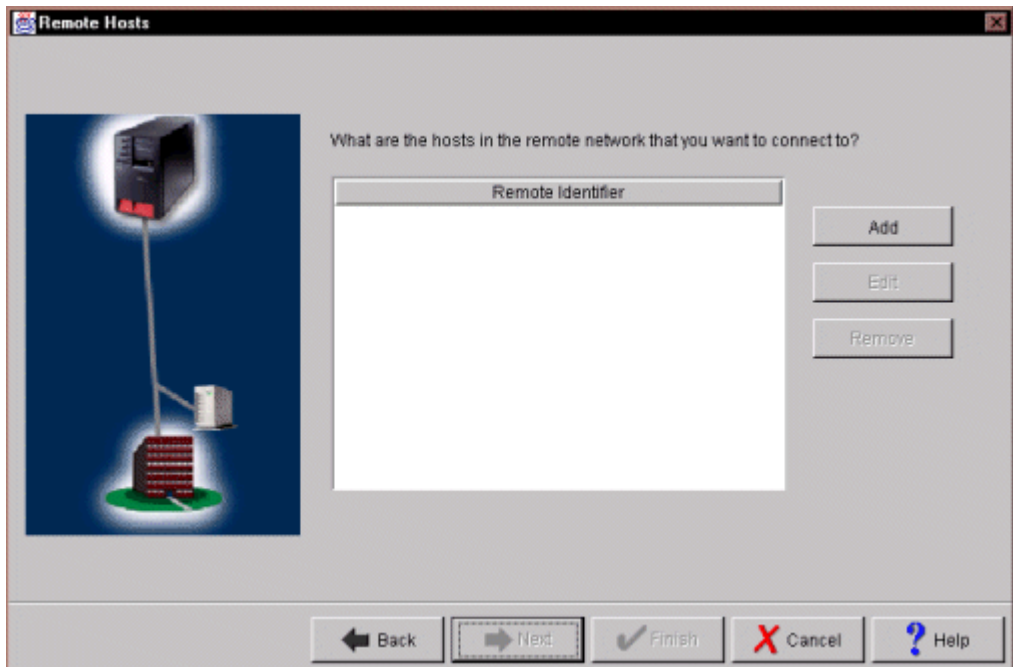 Remote Hosts
What are the hosts in the remote network that you want to connect to?
Remote Identifier
Add
Edit
Remove
Back
Next
Finish
Cancel
Help